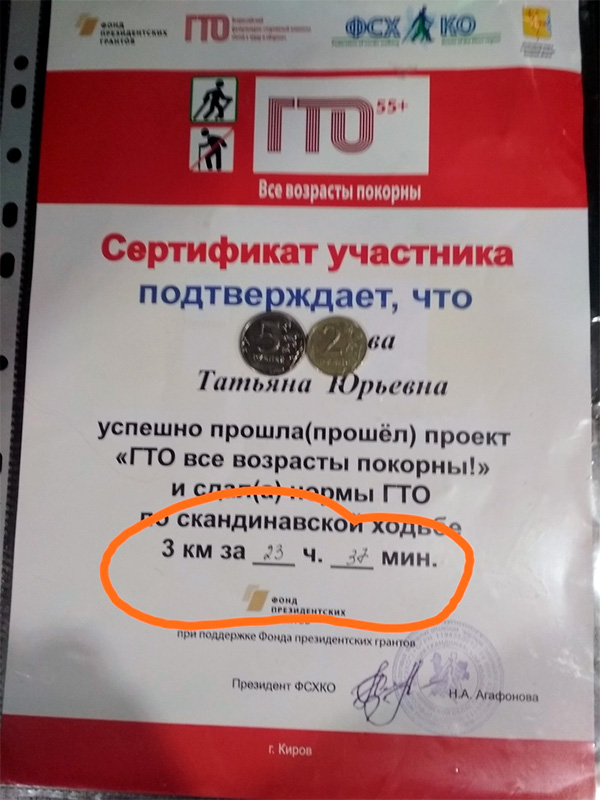 ФОНД
ПРЕЗИДЕНТСКИХ
ГРАНТОВ
ГТО
ФСХ КО
ГТО 55+
Все возрасты покорны
Сертификат участника
подтверждает, что
5 2 ва
Татьяна Юрьевна
успешно прошла(прошёл) проект
«ГТО все возрасты покорны!»
и сдал(а) нормы ГТО
по скандинавской ходьбе
3 км за 23 ч. 37 мин.
ФОНД
ПРЕЗИДЕНТСКИХ
при поддержке Фонда президентских грантов
Президент ФСХКО Н.А. Агафонова
г. Киров